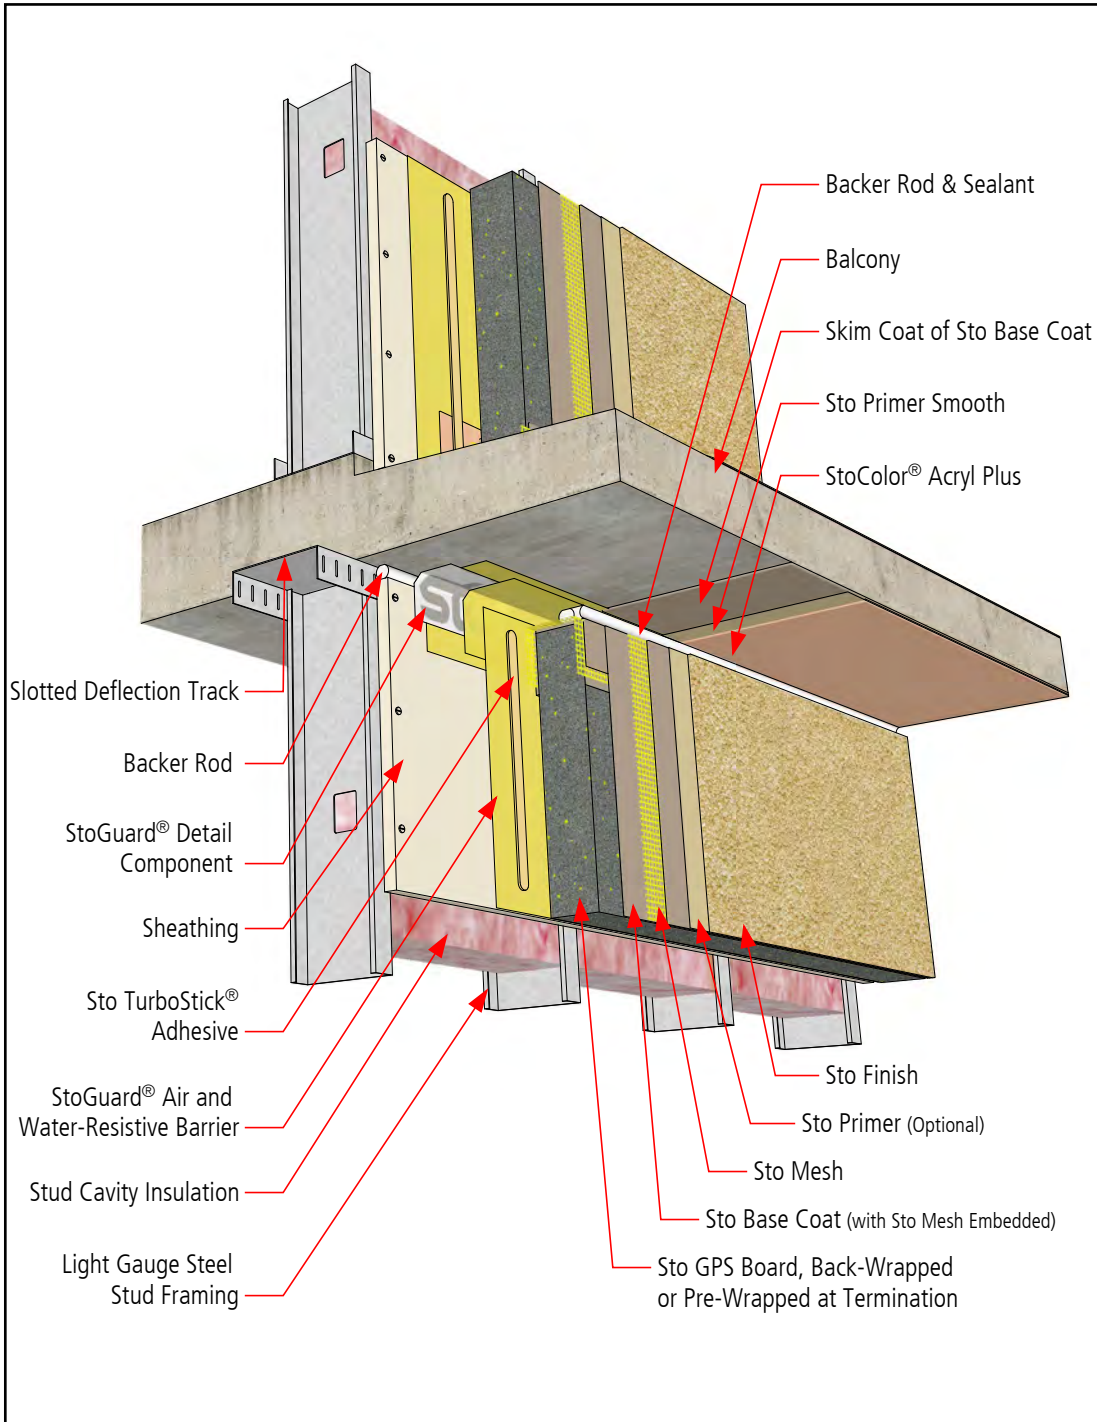 Backer Rod & Sealant
Balcony
Skim Coat of Sto Base Coat
Sto Primer Smooth
StoColor® Acryl Plus
Slotted Deflection Track
Backer Rod
StoGuard® Detail
Component
Sheathing
Sto TurboStick®
Adhesive
StoGuard® Air and
Water-Resistive Barrier
Stud Cavity Insulation
Light Gauge Steel
Stud Framing
Sto Finish
Sto Primer (Optional)
Sto Mesh
Sto Base Coat (with Sto Mesh Embedded)
Sto GPS Board, Back-Wrapped
or Pre-Wrapped at Termination